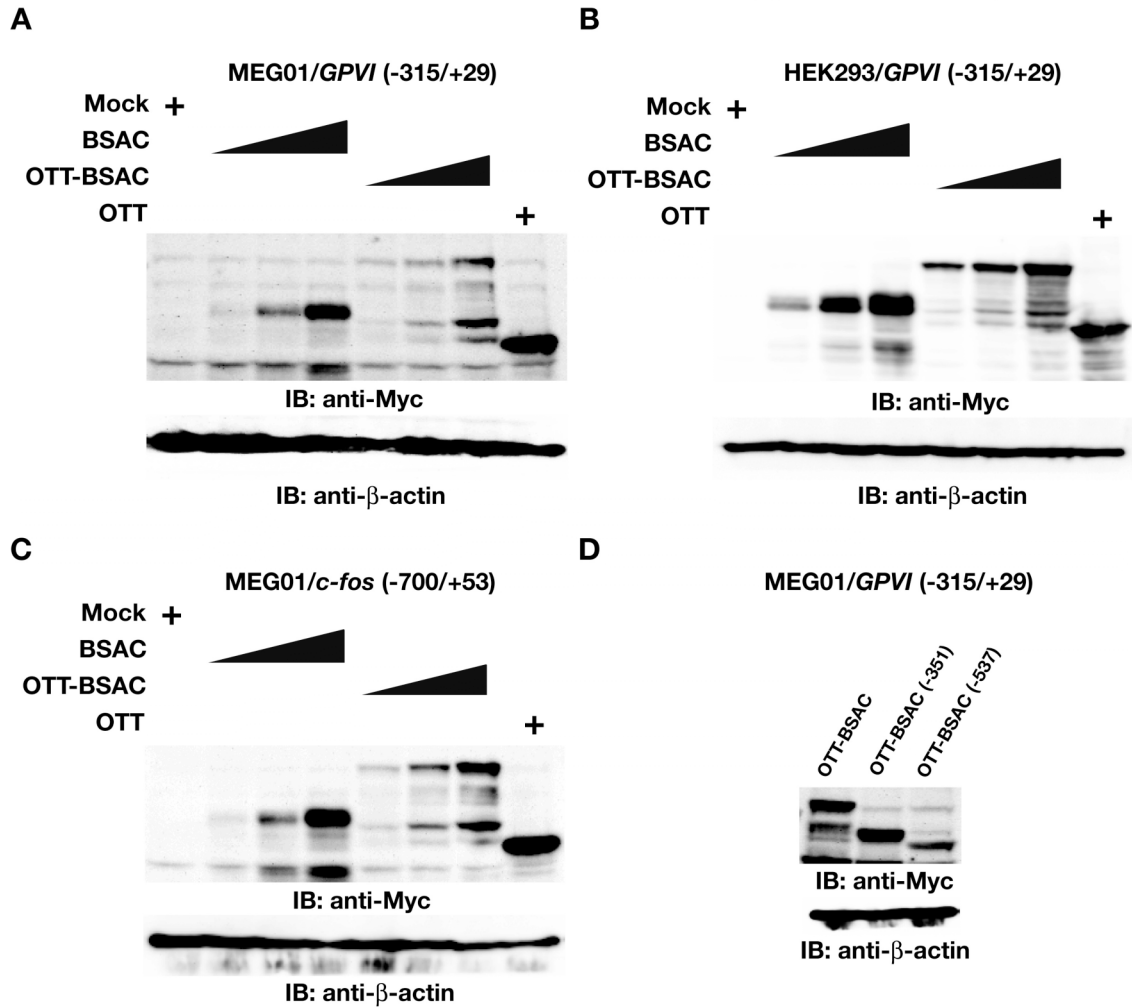 A
MEG01/GPVI (-315/+29)
Mock +
BSAC
OTT-BSAC
OTT +
IB: anti-Myc
IB: anti-β-actin
B
HEK293/GPVI (-315/+29)
Mock +
BSAC
OTT-BSAC
OTT +
IB: anti-Myc
IB: anti-β-actin
C
MEG01/c-fos (-700/+53)
Mock +
BSAC
OTT-BSAC
OTT +
IB: anti-Myc
IB: anti-β-actin
D
MEG01/GPVI (-315/+29)
OTT-BSAC
OTT-BSAC (-351)
OTT-BSAC (-537)
IB: anti-Myc
IB: anti-β-actin